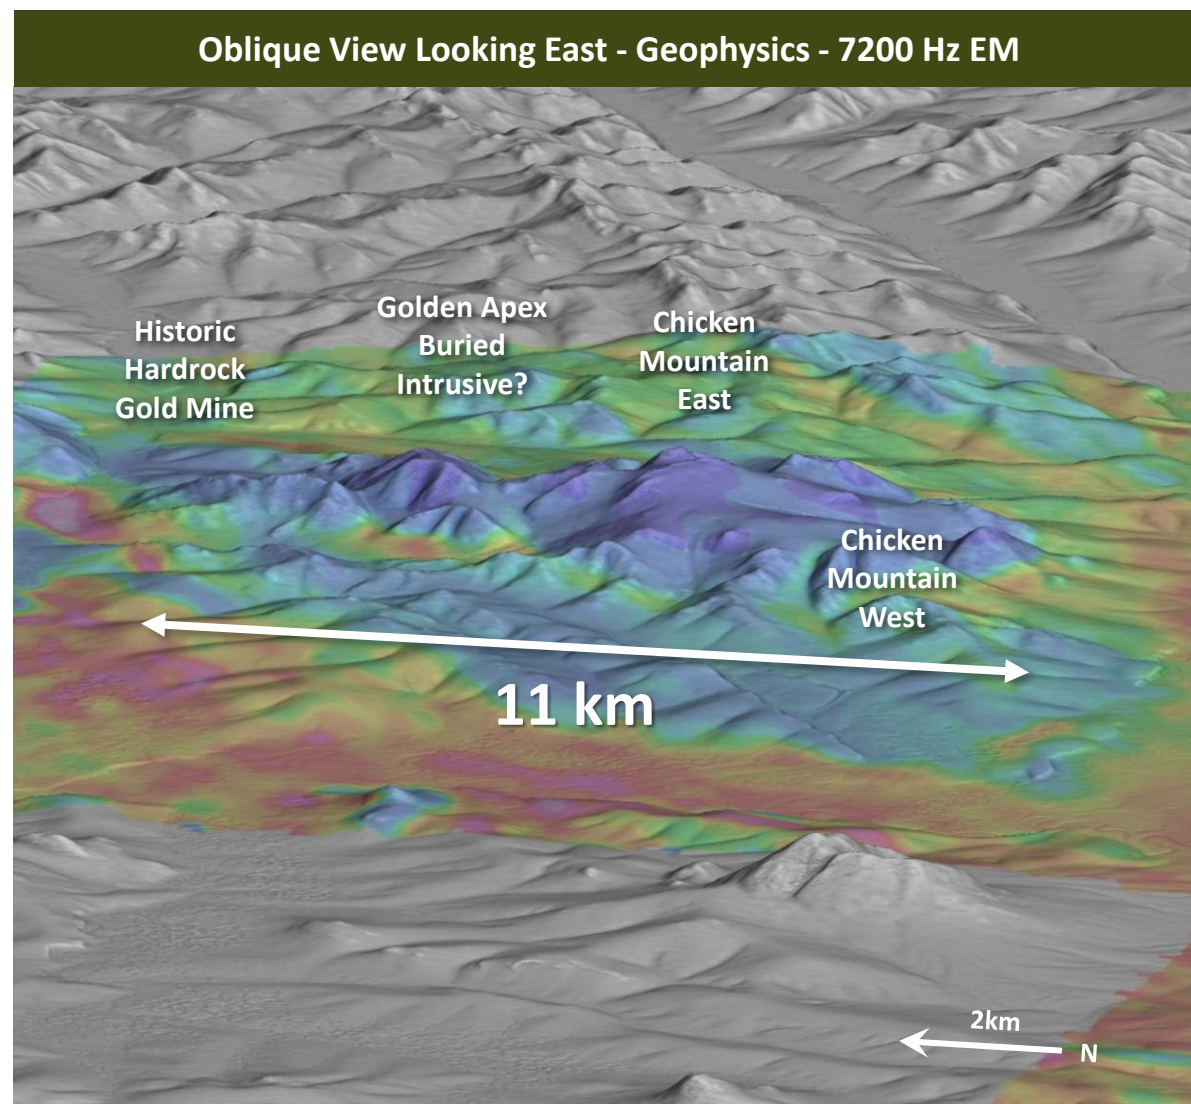 Oblique View Looking East - Geophysics - 7200 Hz EM
Historic
Hardrock
Gold Mine
Golden Apex
Buried
Intrusive?
Chicken
Mountain
East
Chicken
Mountain
West
11 km
2km
N